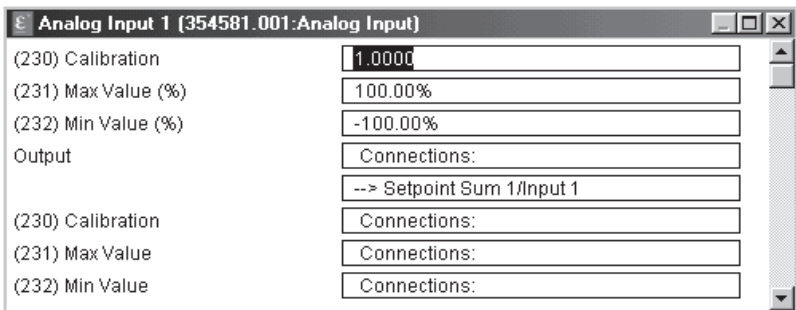 Analog Input 1 (354581.001:Analog Input)
(230) Calibration 1.0000
(231) Max Value (%) 100.00%
(232) Min Value (%) -100.00%
Output Connections:
--> Setpoint Sum 1/Input 1
(230) Calibration Connections:
(231) Max Value Connections:
(232) Min Value Connections: